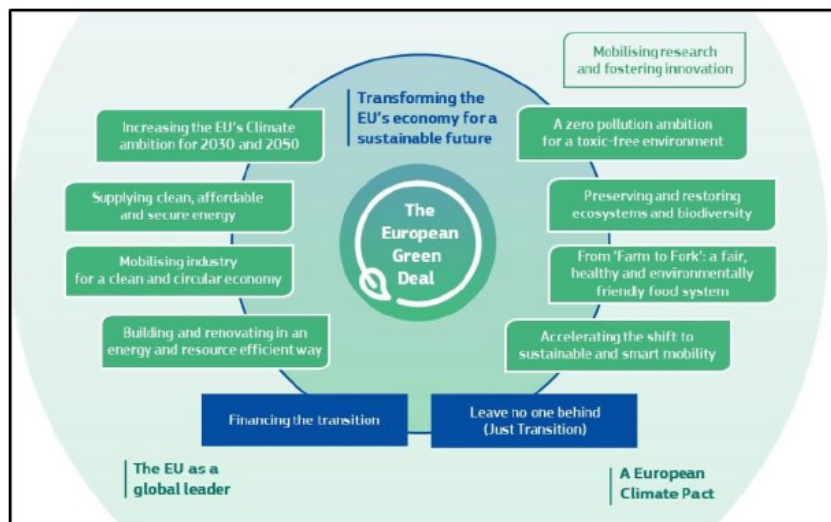 Mobilising research
and fostering innovation
Transforming the
EU's economy for a
sustainable future
Increasing the EU's Climate
ambition for 2030 and 2050
A zero pollution ambition
for a toxic-free environment
Supplying clean, affordable
and secure energy
Preserving and restoring
ecosystems and biodiversity
The
European
Green
Deal
Mobilising industry
for a clean and circular economy
From 'Farm to Fork': a fair,
healthy and environmentally
friendly food system
Building and renovating in an
energy and resource efficient way
Accelerating the shift to
sustainable and smart mobility
Financing the transition
Leave no one behind
(Just Transition)
The EU as a
global leader
A European
Climate Pact